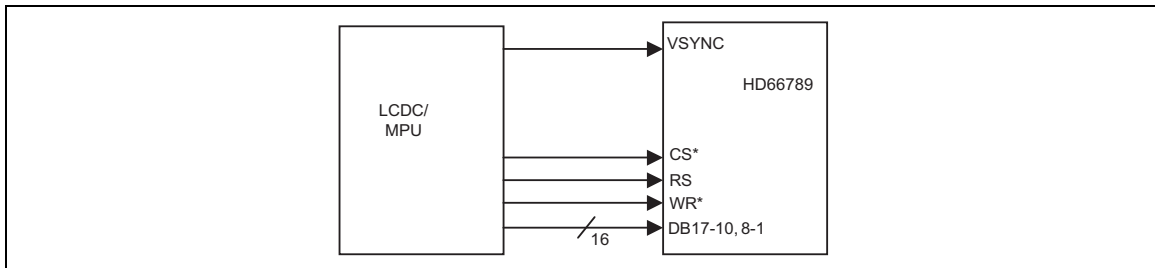 VSYNC
HD66789
LCDC/
MPU
CS*
RS
WR*
DB17-10, 8-1
16